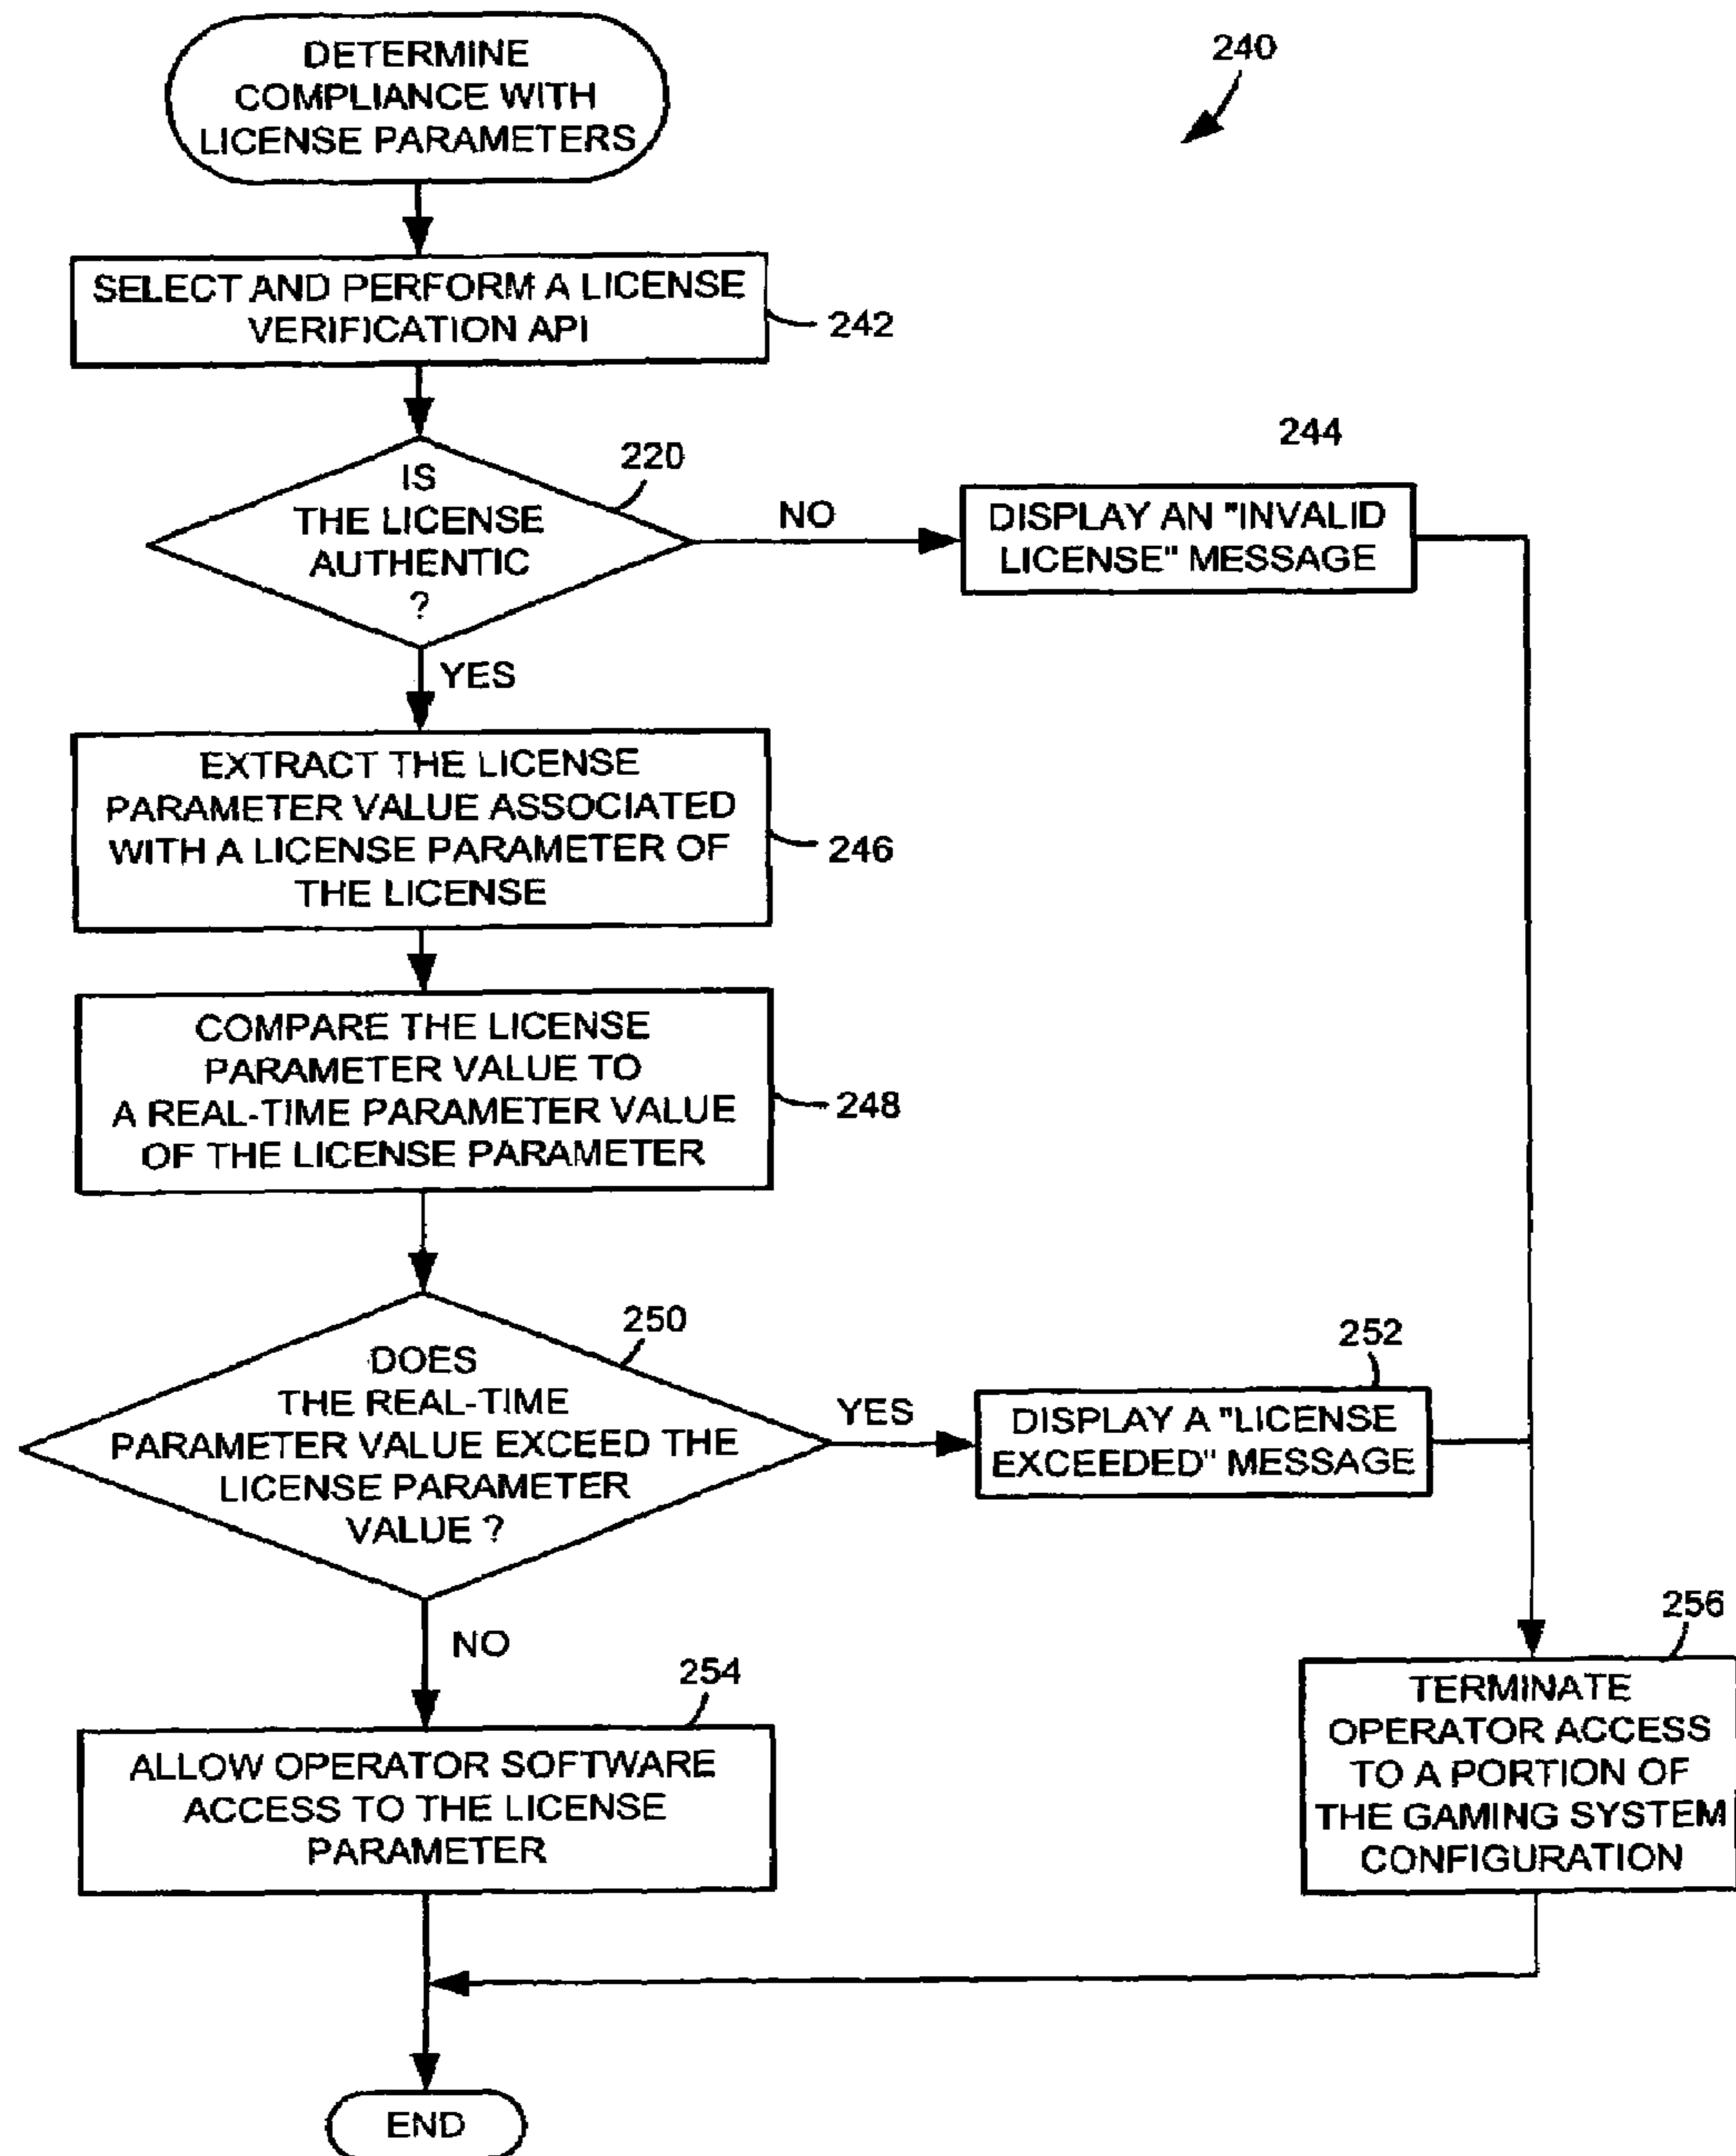 DETERMINE
COMPLIANCE WITH
LICENSE PARAMETERS
240
SELECT AND PERFORM A LICENSE
VERIFICATION API
242
IS
THE LICENSE
AUTHENTIC
?
220
NO
244
DISPLAY AN "INVALID
LICENSE" MESSAGE
YES
EXTRACT THE LICENSE
PARAMETER VALUE ASSOCIATED
WITH A LICENSE PARAMETER OF
THE LICENSE
246
COMPARE THE LICENSE
PARAMETER VALUE TO
A REAL-TIME PARAMETER VALUE
OF THE LICENSE PARAMETER
248
DOES
THE REAL-TIME
PARAMETER VALUE EXCEED THE
LICENSE PARAMETER
VALUE ?
250
YES
252
DISPLAY A "LICENSE
EXCEEDED" MESSAGE
NO
254
ALLOW OPERATOR SOFTWARE
ACCESS TO THE LICENSE
PARAMETER
256
TERMINATE
OPERATOR ACCESS
TO A PORTION OF
THE GAMING SYSTEM
CONFIGURATION
END